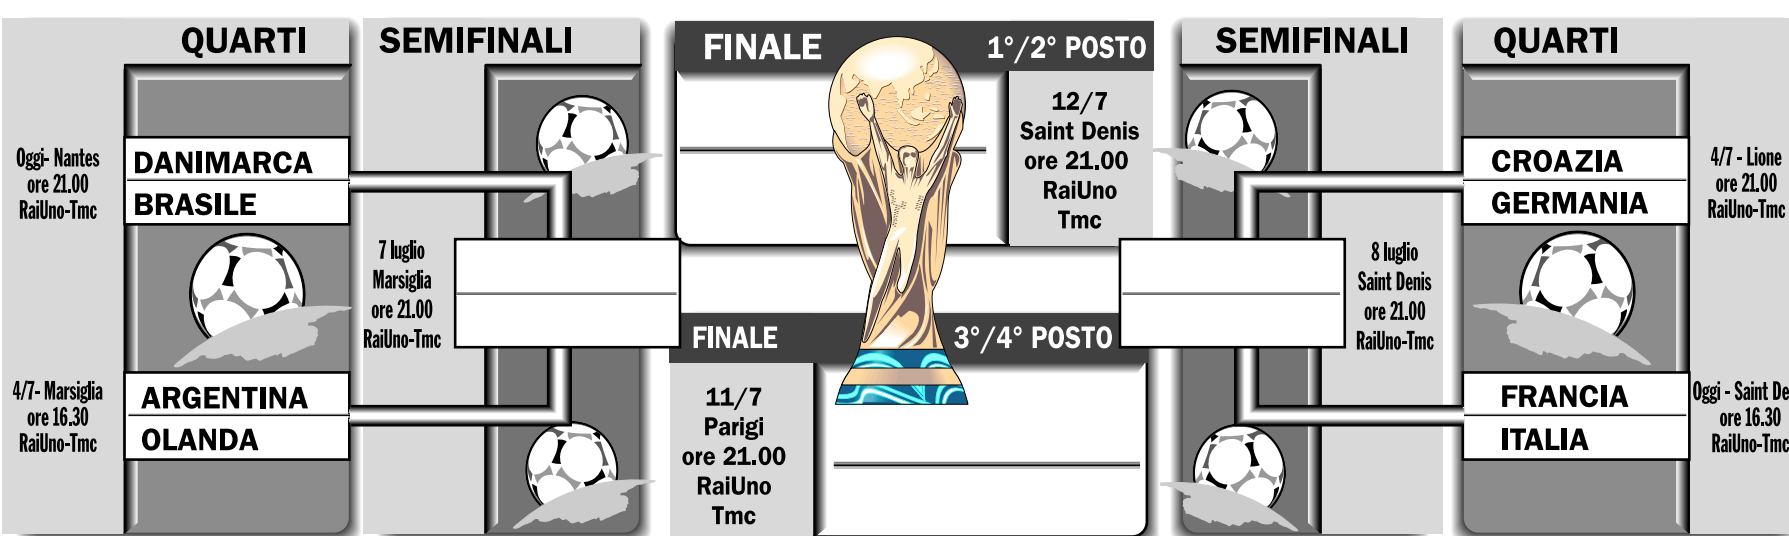 QUARTI
Oggi- Nantes
ore 21.00
RaiUno-Tmc
DANIMARCA
BRASILE
4/7- Marsiglia
ore 16.30
RaiUno-Tmc
ARGENTINA
OLANDA
SEMIFINALI
7 luglio
Marsiglia
ore 21.00
RaiUno-Tmc
FINALE 1°/2° POSTO
12/7
Saint Denis
ore 21.00
RaiUno
Tmc
FINALE 3°/4° POSTO
11/7
Parigi
ore 21.00
RaiUno
Tmc
SEMIFINALI
8 luglio
Saint Denis
ore 21.00
RaiUno-Tmc
QUARTI
CROAZIA
GERMANIA
4/7 - Lione
ore 21.00
RaiUno-Tmc
FRANCIA
ITALIA
Oggi - Saint De
ore 16.30
RaiUno-Tmc